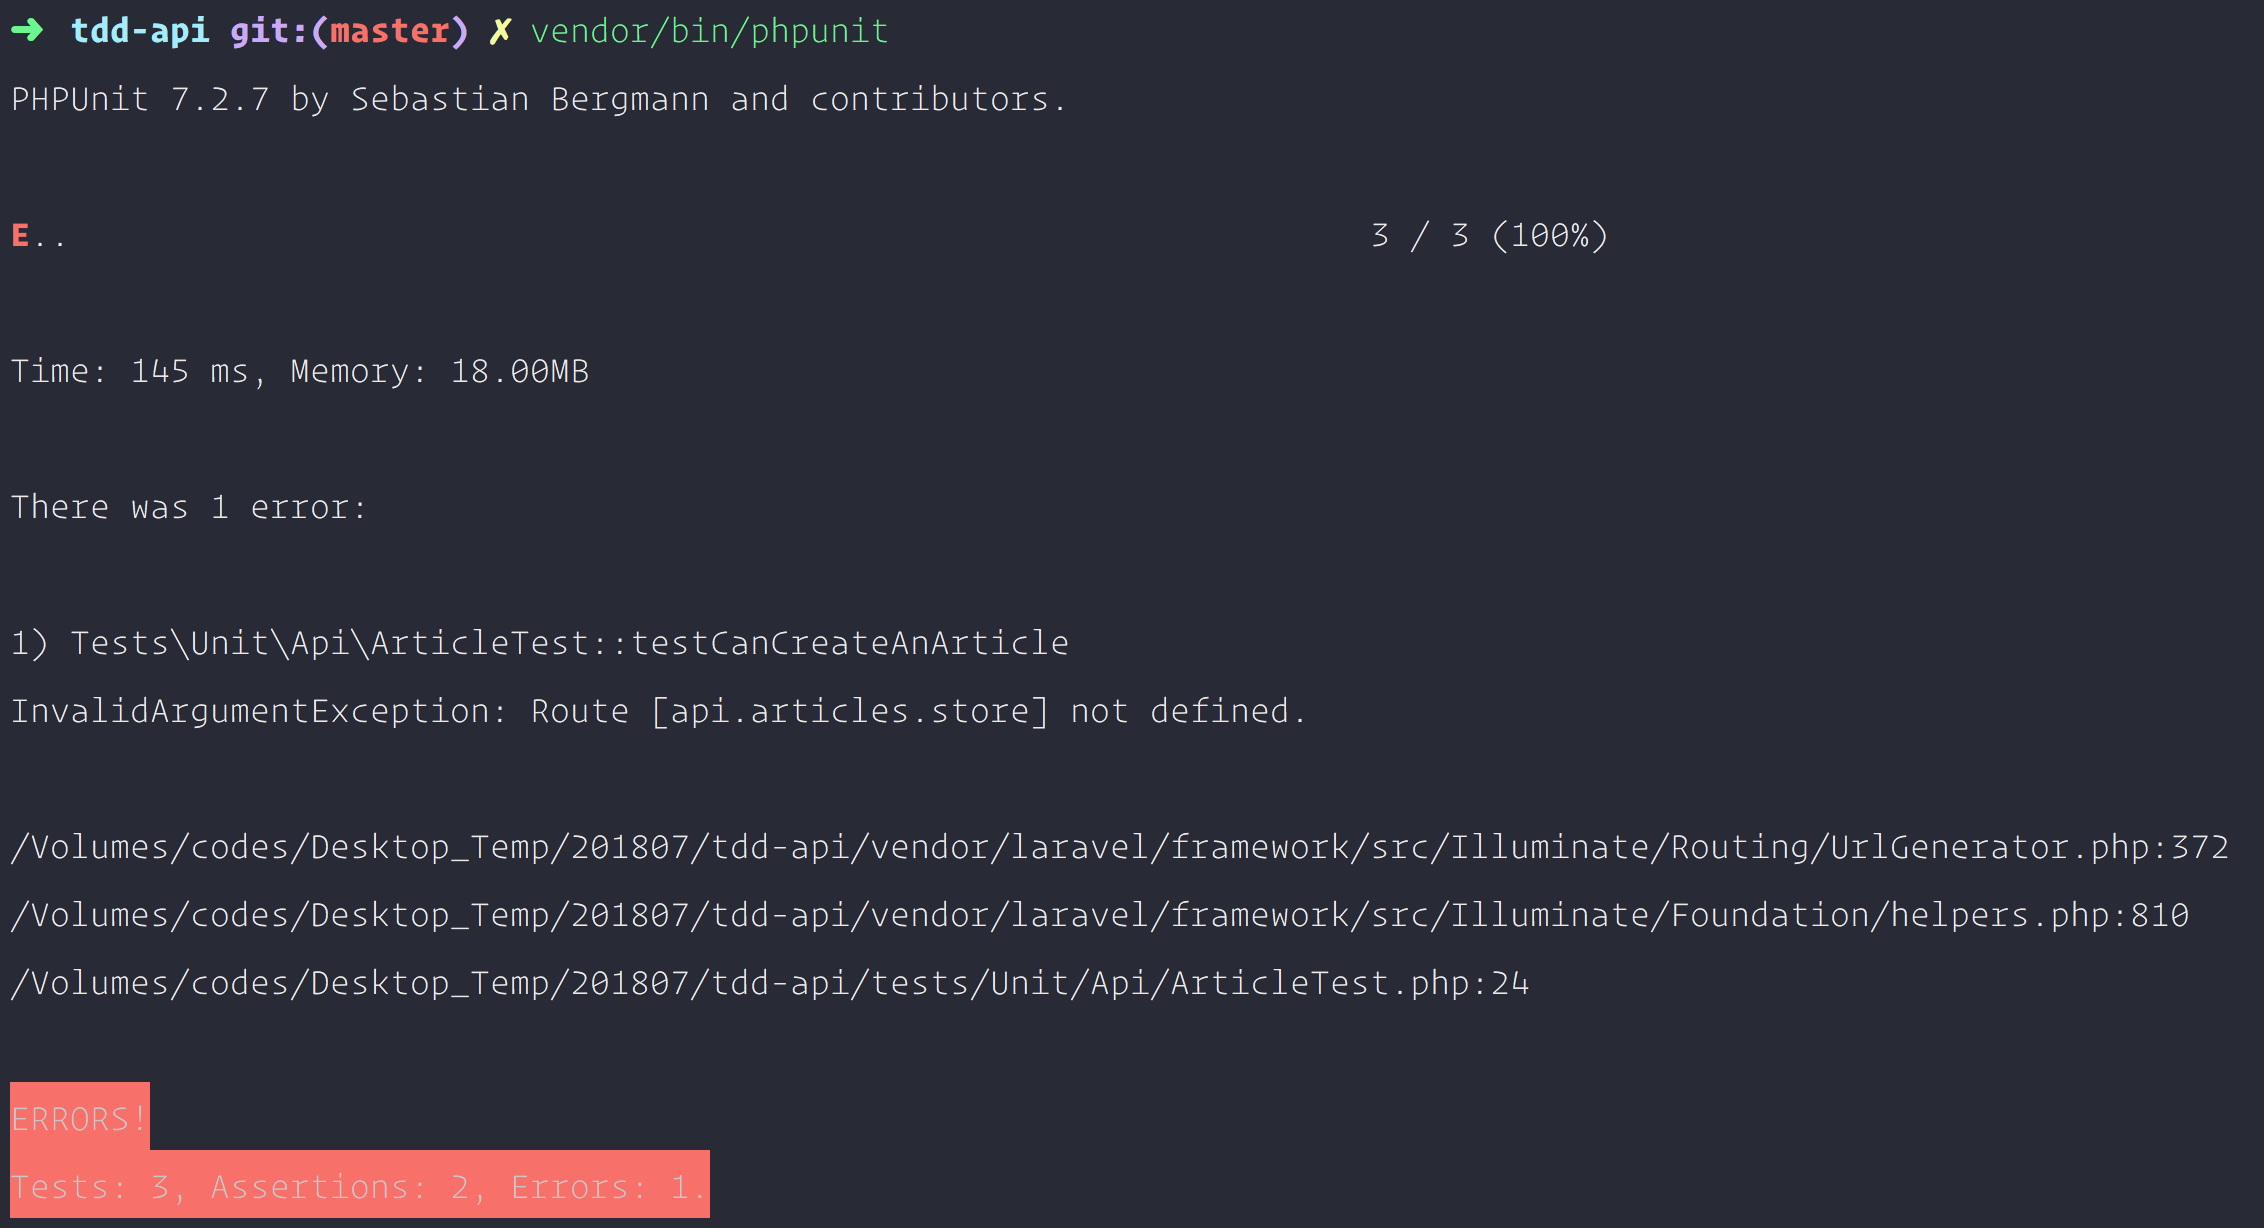 ➜ tdd-api git:(master) ✗ vendor/bin/phpunit
PHPUnit 7.2.7 by Sebastian Bergmann and contributors.
E.. 3 / 3 (100%)
Time: 145 ms, Memory: 18.00MB
There was 1 error:
1) Tests\Unit\Api\ArticleTest::testCanCreateAnArticle
InvalidArgumentException: Route [api.articles.store] not defined.
/Volumes/codes/Desktop_Temp/201807/tdd-api/vendor/laravel/framework/src/Illuminate/Routing/UrlGenerator.php:372
/Volumes/codes/Desktop_Temp/201807/tdd-api/vendor/laravel/framework/src/Illuminate/Foundation/helpers.php:810
/Volumes/codes/Desktop_Temp/201807/tdd-api/tests/Unit/Api/ArticleTest.php:24
ERRORS!
Tests: 3, Assertions: 2, Errors: 1.